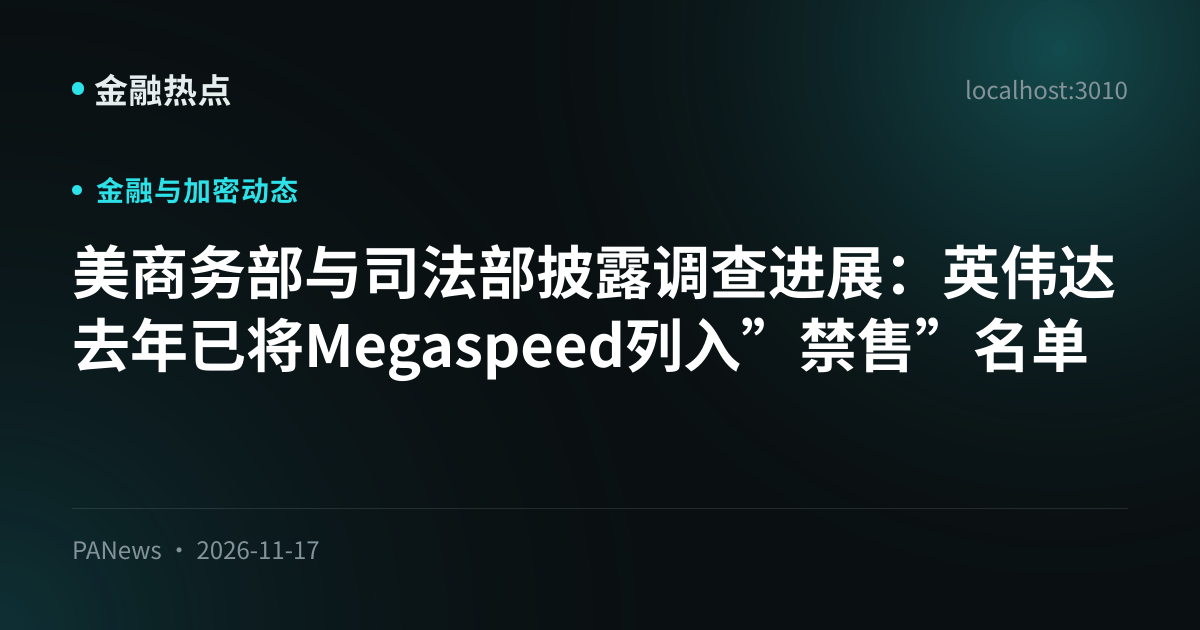 金融热点
localhost:3010
金融与加密动态
美商务部与司法部披露调查进展：英伟达
去年已将Megaspeed列入”禁售”名单
PANews • 2026-11-17